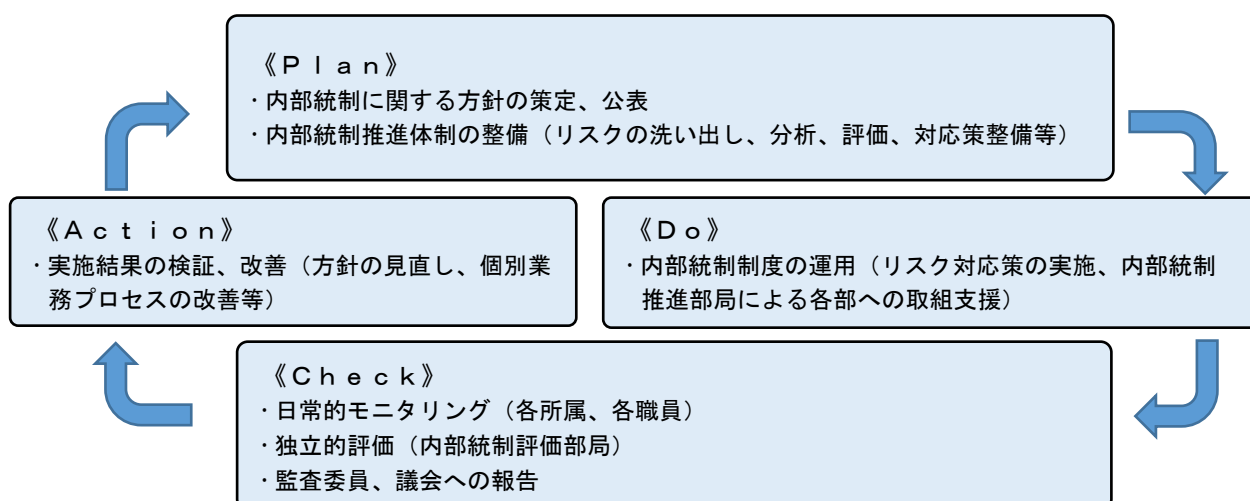 《Ｐｌａｎ》
・内部統制に関する方針の策定、公表
・内部統制推進体制の整備（リスクの洗い出し、分析、評価、対応策整備等）
《Ａｃｔｉｏｎ》
・実施結果の検証、改善（方針の見直し、個別業
務プロセスの改善等）
《Ｄｏ》
・内部統制制度の運用（リスク対応策の実施、内部統制
推進部局による各部への取組支援）
《Ｃｈｅｃｋ》
・日常的モニタリング（各所属、各職員）
・独立的評価（内部統制評価部局）
・監査委員、議会への報告